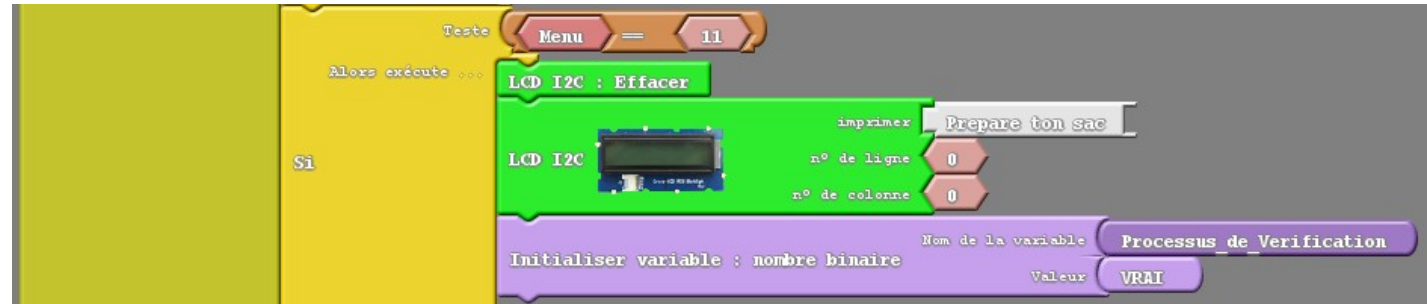 Teste
Menu == 11
Alors exécute ...
LCD I2C : Effacer
imprimer Prepare ton sac
Si
LCD I2C
n° de ligne 0
n° de colonne 0
Nom de la variable Processus_de_Verification
Initialiser variable : nombre binaire
Valeur VRAI